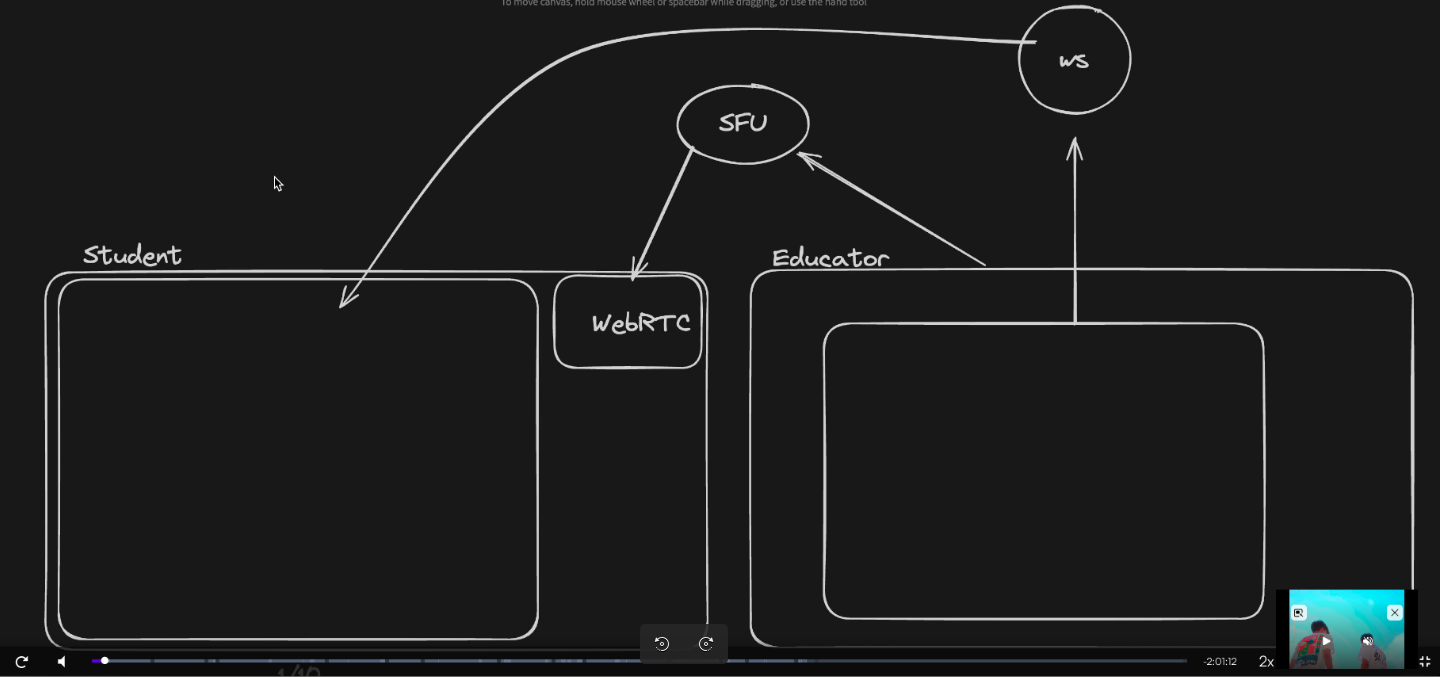 To move canvas, hold mouse wheel or spacebar while dragging, or use the hand tool
ws
SFU
Student
Educator
WebRTC
-2:01:12
2x